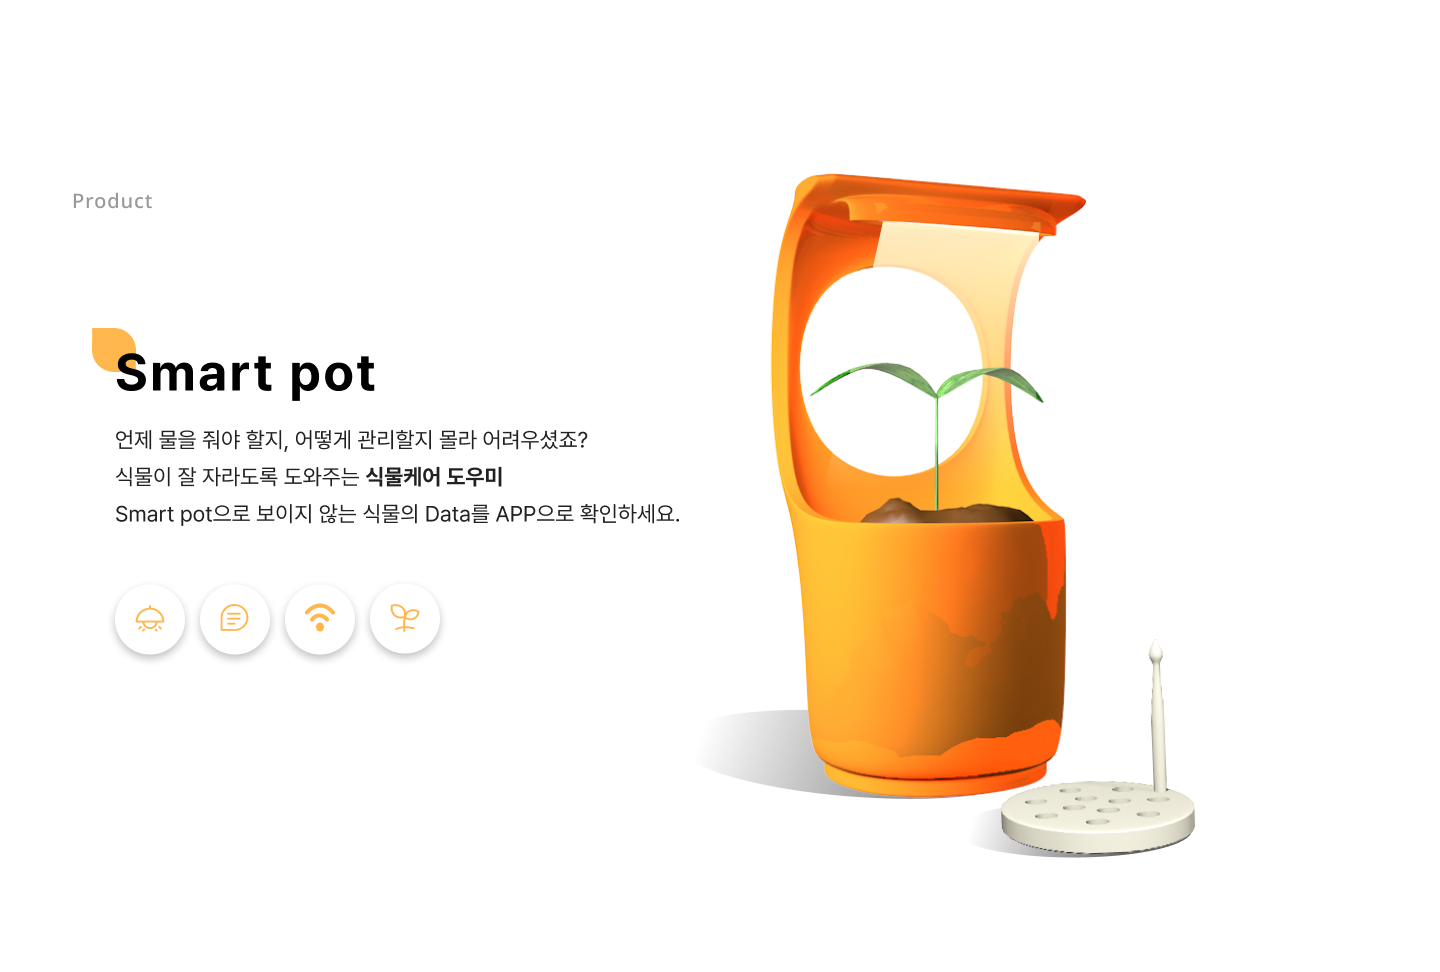 Product
Smart pot
언제 물을 줘야 할지, 어떻게 관리할지 몰라 어려우셨죠?
식물이 잘 자라도록 도와주는 식물케어 도우미
Smart pot으로 보이지 않는 식물의 Data를 APP으로 확인하세요.